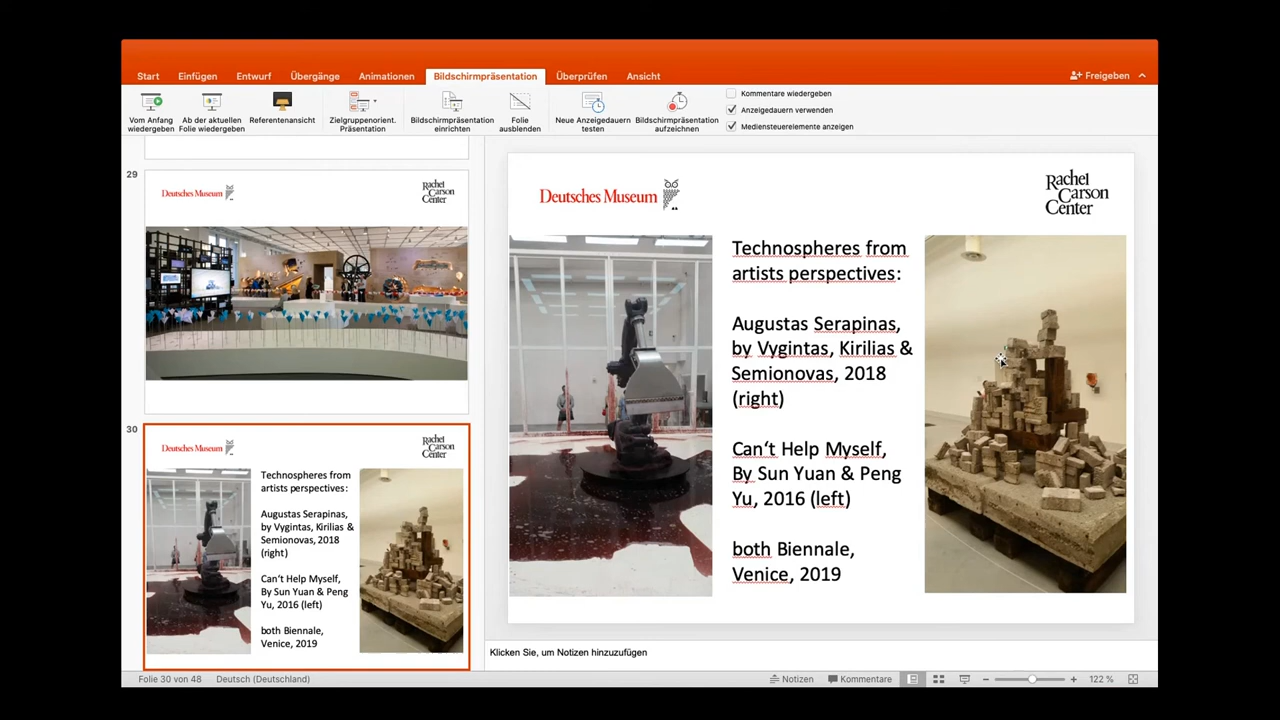 Start Einfügen Entwurf Übergänge Animationen Bildschirmpräsentation Überprüfen Ansicht Freigeben
Vom Anfang
wiedergeben
Ab der aktuellen
Folie wiedergeben
Referentenansicht
Zielgruppenorient.
Präsentation
Bildschirmpräsentation
einrichten
Folie
ausblenden
Neue Anzeigedauern
testen
Bildschirmpräsentation
aufzeichnen
Kommentare wiedergeben
Anzeigedauern verwenden
Mediensteuerelemente anzeigen
29
Deutsches Museum
Rachel
Carson
Center
30
Deutsches Museum
Rachel
Carson
Center
Technospheres from
artists perspectives:
Augustas Serapinas,
by Vygintas, Kirilias &
Semionovas, 2018
(right)
Can‘t Help Myself,
By Sun Yuan & Peng
Yu, 2016 (left)
both Biennale,
Venice, 2019
Deutsches Museum
Rachel
Carson
Center
Technospheres from
artists perspectives:
Augustas Serapinas,
by Vygintas, Kirilias &
Semionovas, 2018
(right)
Can‘t Help Myself,
By Sun Yuan & Peng
Yu, 2016 (left)
both Biennale,
Venice, 2019
Klicken Sie, um Notizen hinzuzufügen
Folie 30 von 48 Deutsch (Deutschland) Notizen Kommentare 122 %